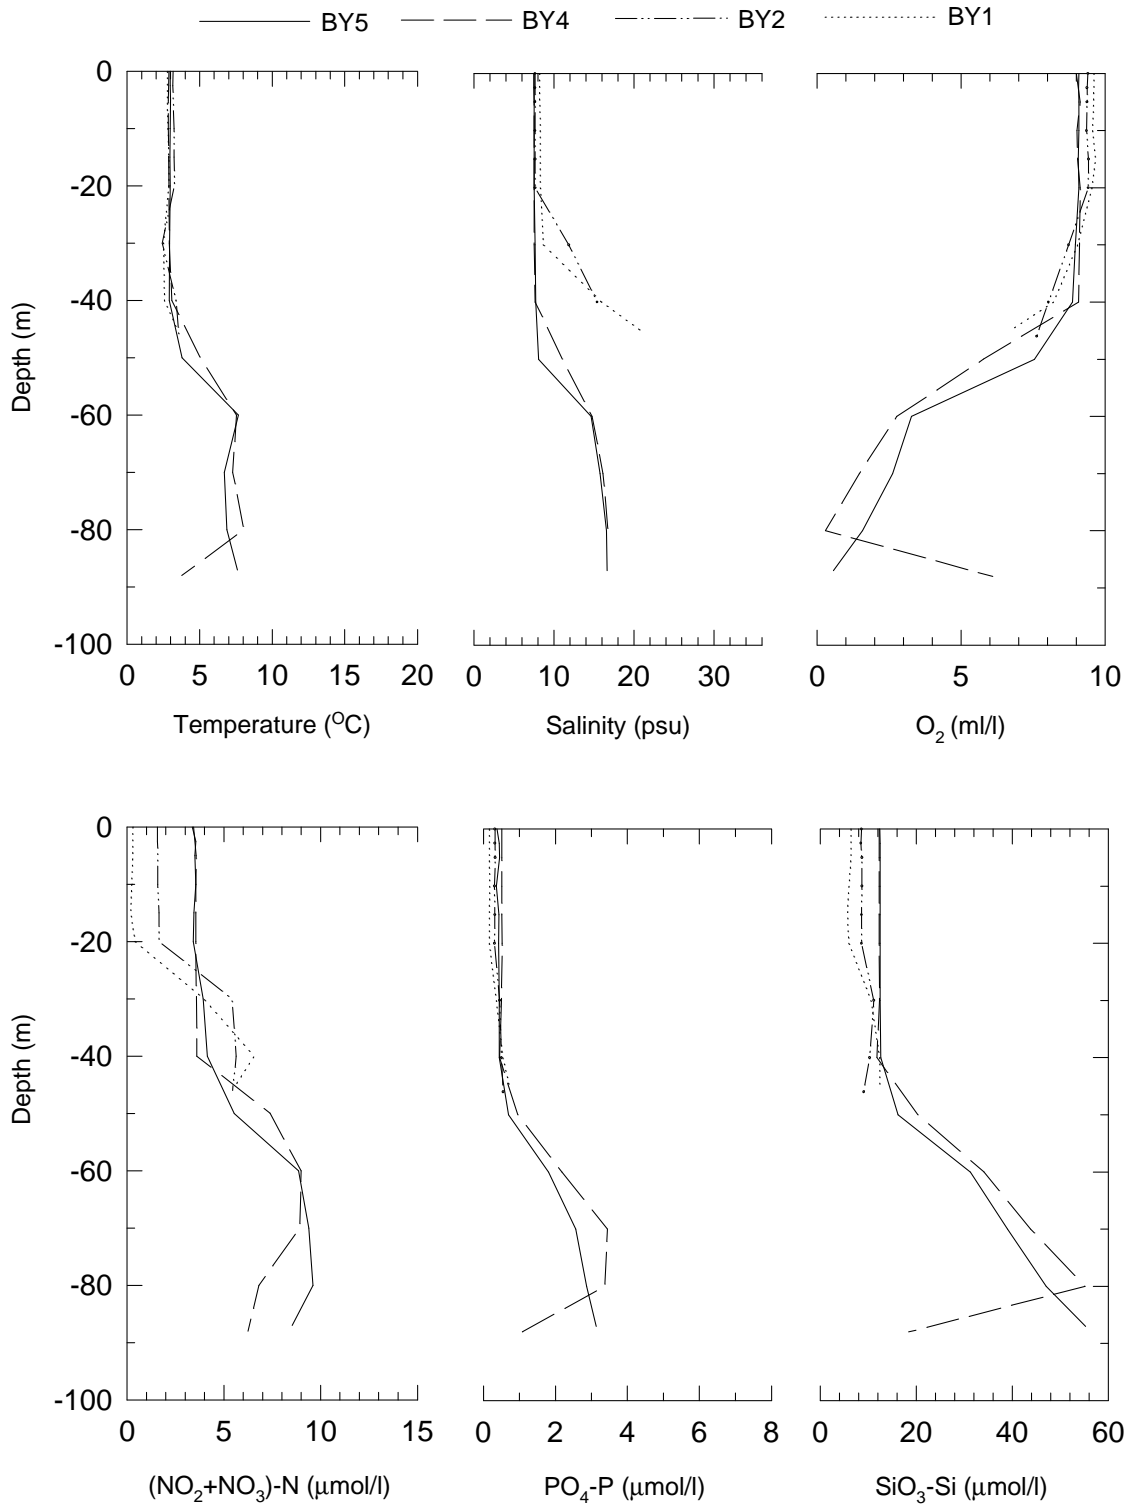 BY5 BY4 BY2 BY1
0
-20
-40
-60
-80
-100
Depth (m)
0 5 10 15 20
0 10 20 30
0 5 10
Temperature (ᴼC) Salinity (psu) O₂ (ml/l)
0
-20
-40
-60
-80
-100
Depth (m)
0 5 10 15
0 2 4 6 8
0 20 40 60
(NO₂+NO₃)-N (μmol/l) PO₄-P (μmol/l) SiO₃-Si (μmol/l)